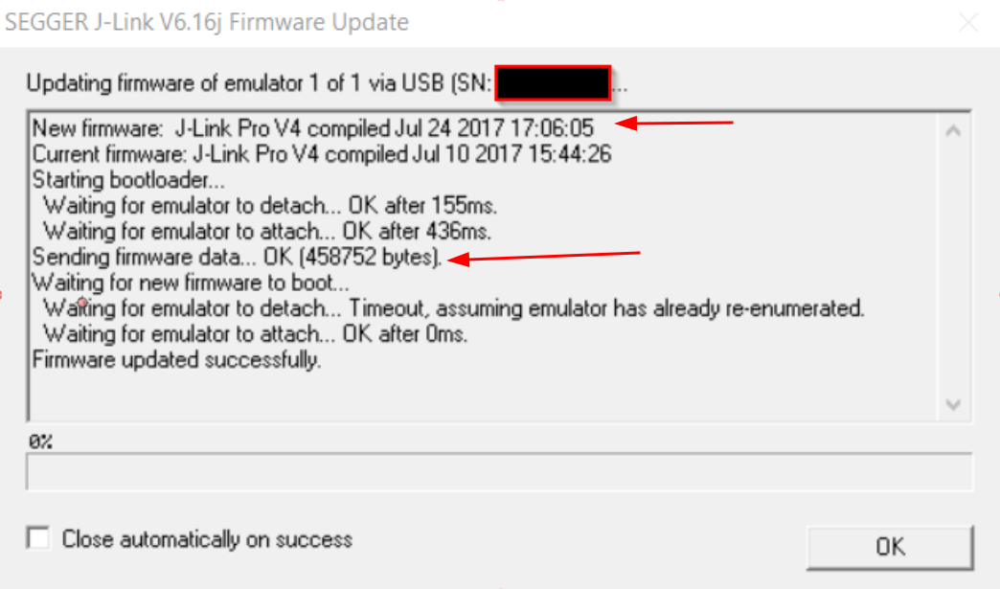 SEGGER J-Link V6.16j Firmware Update
Updating firmware of emulator 1 of 1 via USB (SN: ...
New firmware: J-Link Pro V4 compiled Jul 24 2017 17:06:05
Current firmware: J-Link Pro V4 compiled Jul 10 2017 15:44:26
Starting bootloader...
Waiting for emulator to detach... OK after 155ms.
Waiting for emulator to attach... OK after 436ms.
Sending firmware data... OK (458752 bytes).
Waiting for new firmware to boot...
Waiting for emulator to detach... Timeout, assuming emulator has already re-enumerated.
Waiting for emulator to attach... OK after 0ms.
Firmware updated successfully.
0%
Close automatically on success
OK